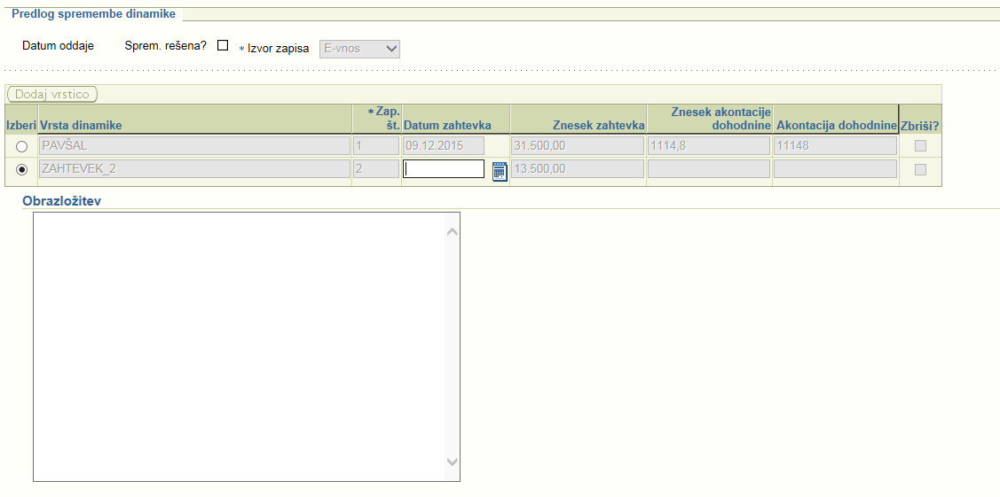 Predlog spremembe dinamike
Datum oddaje Sprem. rešena? * Izvor zapisa E-vnos
Dodaj vrstico
Izberi Vrsta dinamike * Zap. št. Datum zahtevka Znesek zahtevka Znesek akontacije dohodnine Akontacija dohodnine Zbriši?
PAVŠAL 1 09.12.2015 31.500,00 1114,8 11148
ZAHTEVEK_2 2 13.500,00
Obrazložitev